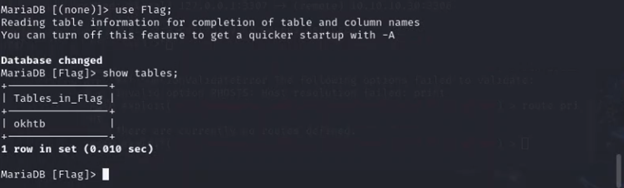 MariaDB [(none)]> use Flag;
Reading table information for completion of table and column names
You can turn off this feature to get a quicker startup with -A
Database changed
MariaDB [Flag]> show tables;
+----------------+
| Tables_in_Flag |
+----------------+
| okhtb          |
+----------------+
1 row in set (0.010 sec)
MariaDB [Flag]>